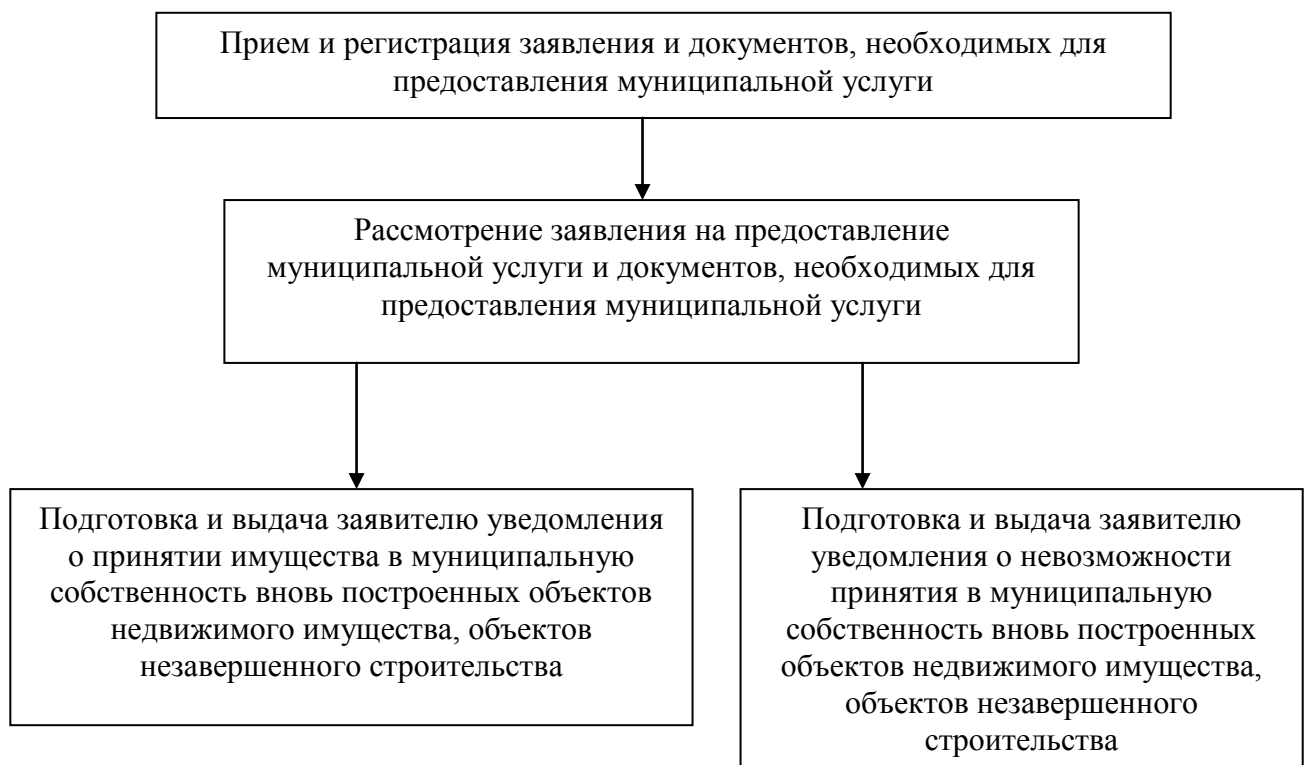 Прием и регистрация заявления и документов, необходимых для
предоставления муниципальной услуги
Рассмотрение заявления на предоставление
муниципальной услуги и документов, необходимых для
предоставления муниципальной услуги
Подготовка и выдача заявителю уведомления
о принятии имущества в муниципальную
собственность вновь построенных объектов
недвижимого имущества, объектов
незавершенного строительства
Подготовка и выдача заявителю
уведомления о невозможности
принятия в муниципальную
собственность вновь построенных
объектов недвижимого имущества,
объектов незавершенного
строительства